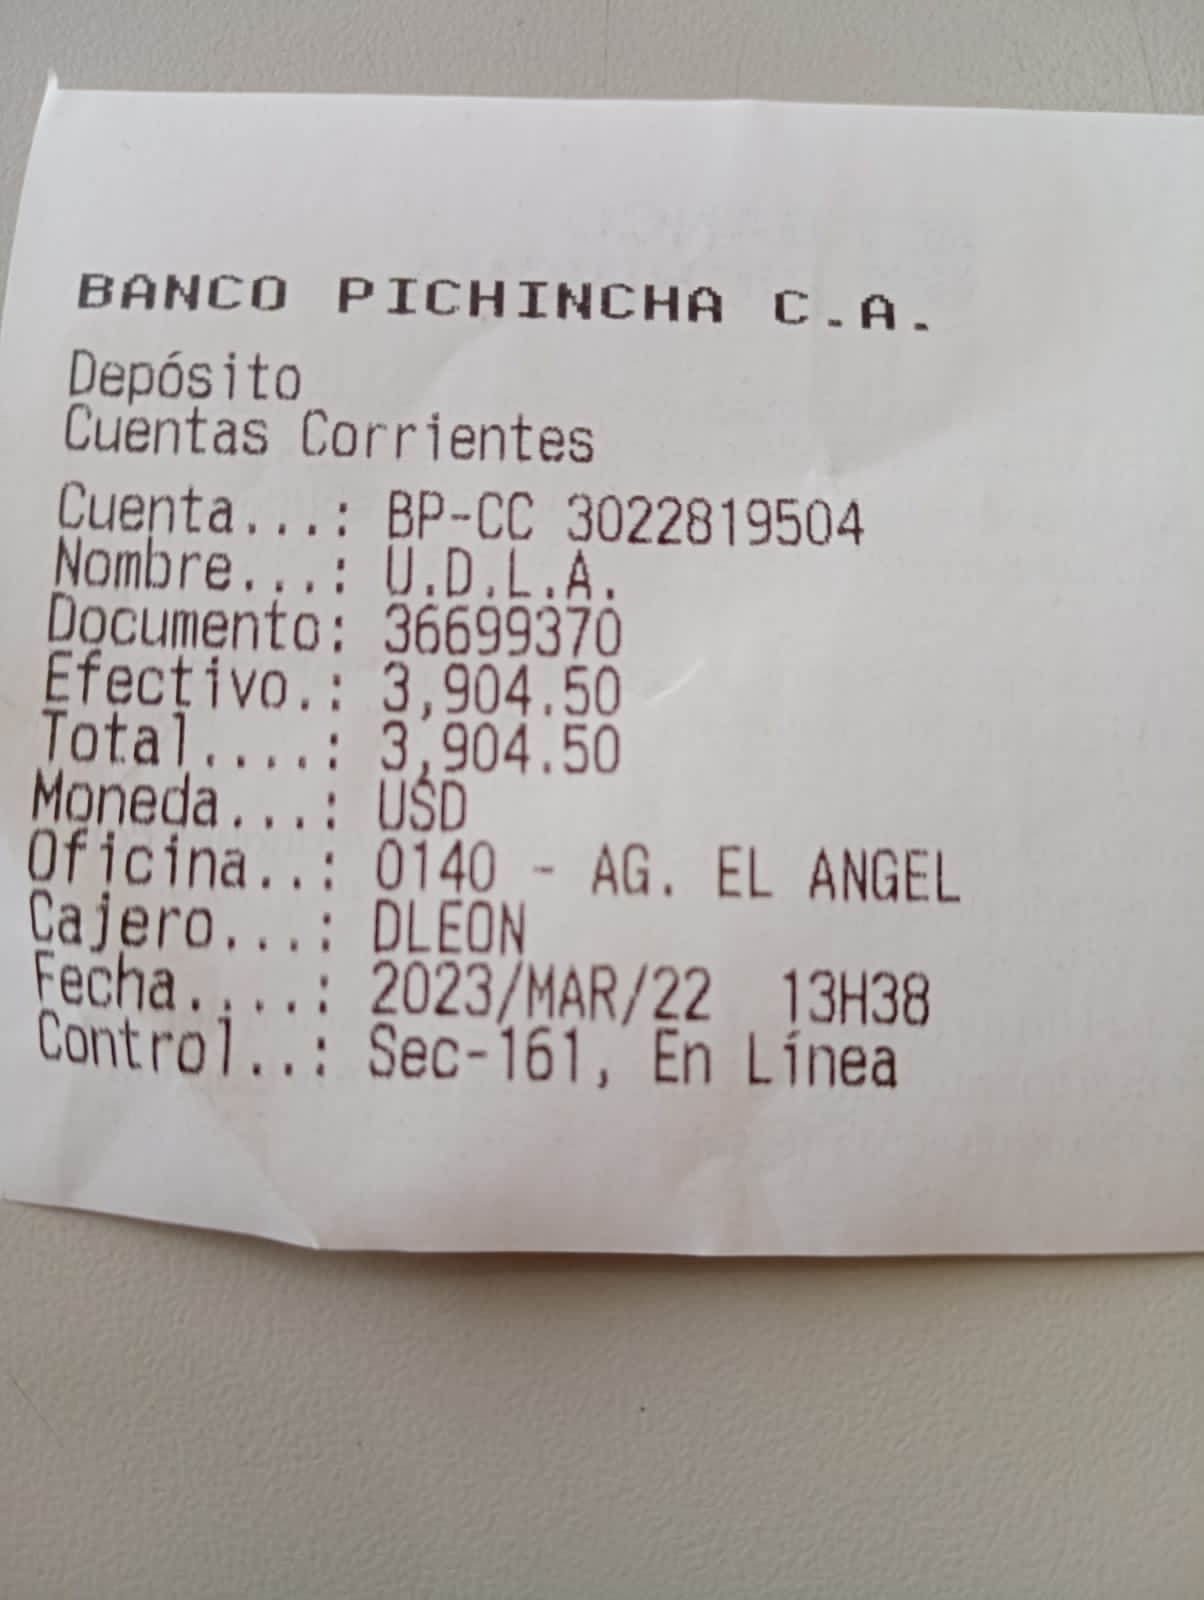 BANCO PICHINCHA C.A.
Depósito
Cuentas Corrientes
Cuenta...: BP-CC 3022819504
Nombre...: U.D.L.A.
Documento: 36699370
Efectivo.: 3,904.50
Total....: 3,904.50
Moneda...: USD
Oficina..: 0140 - AG. EL ANGEL
Cajero...: DLEON
Fecha....: 2023/MAR/22 13H38
Control..: Sec-161, En Línea